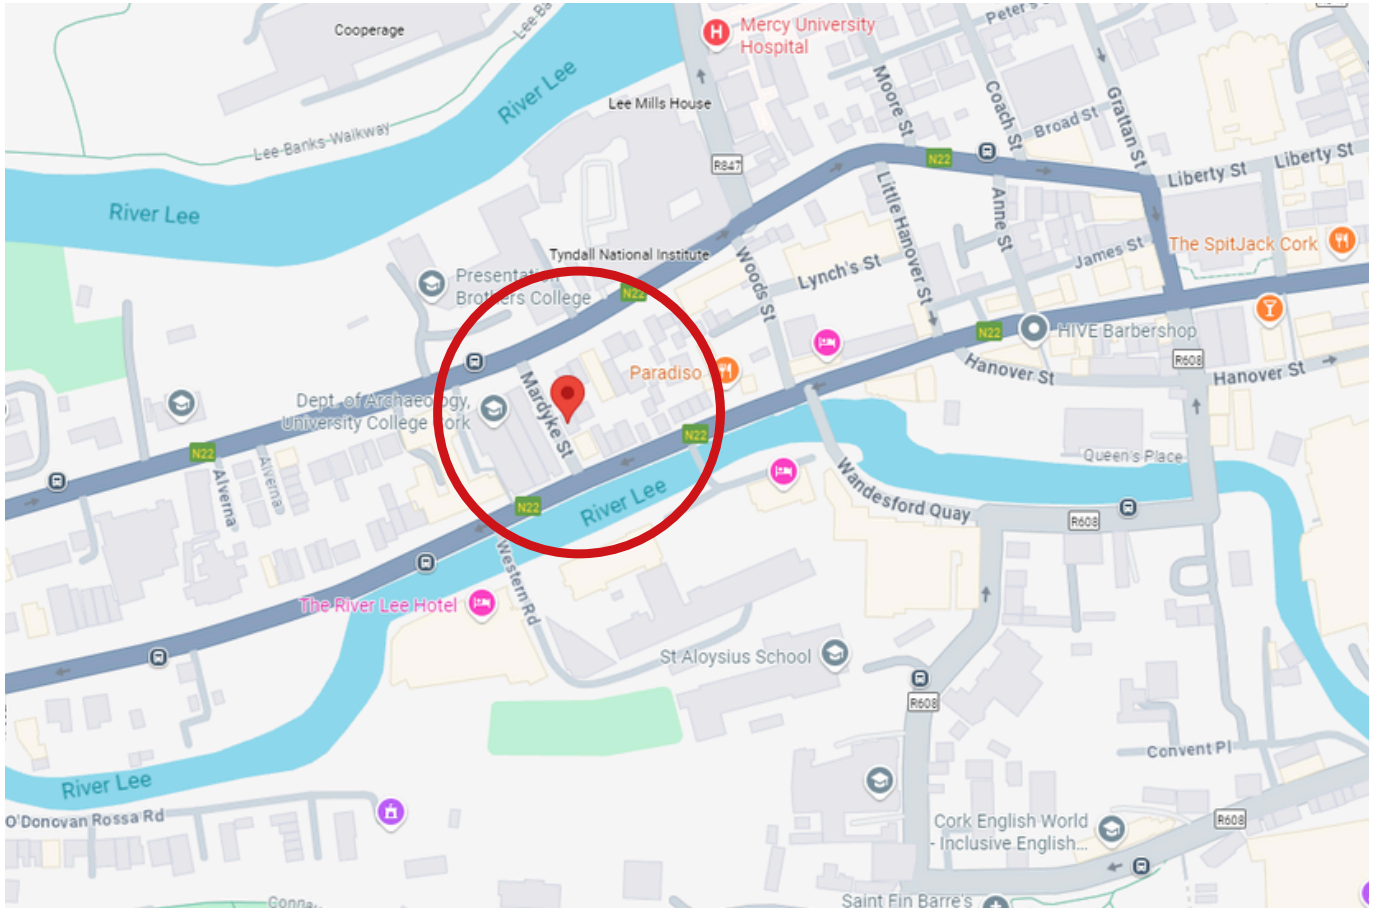 Cooperage
Lee Ba
River Lee
Mercy University
Hospital
H
Peter's
Lee Mills House
Moore St
Coach St
Grattan St
Broad St
Lee Banks Walkway
R847
N22
Liberty St
Liberty St
River Lee
Little Hanover St
Anne St
James St
The SpitJack Cork
Tyndall National Institute
Woods St
Lynch's St
Presentation
Brothers College
N22
N22
HIVE Barbershop
R608
Hanover St
Hanover St
Paradiso
Mardyke St
Dept. of Archaeology,
University College Cork
N22
N22
Alverna
Alverna
Queen's Place
Wandesford Quay
River Lee
N22
R608
Western Rd
The River Lee Hotel
St Aloysius School
R608
Convent Pl
River Lee
O'Donovan Rossa Rd
Cork English World
- Inclusive English...
R608
Saint Fin Barre's
Conna